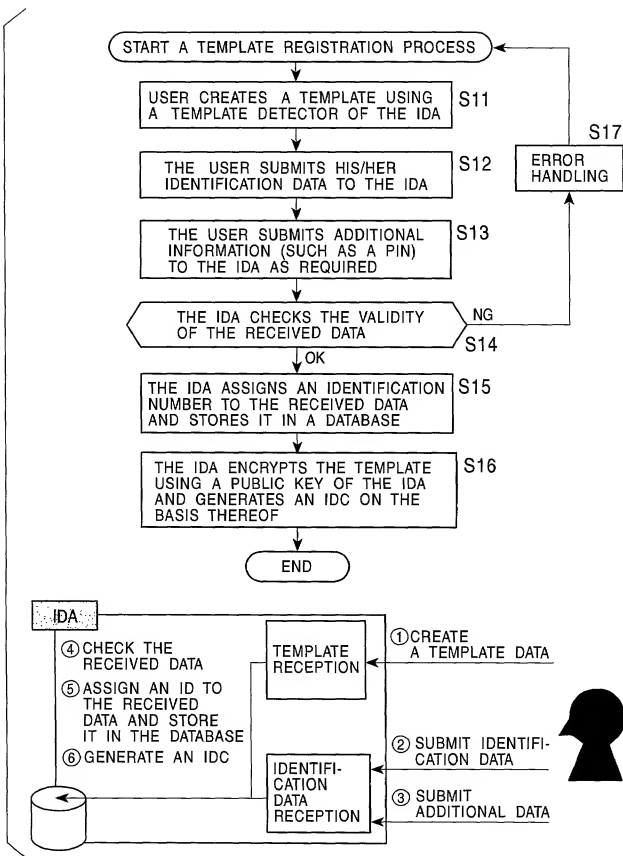 START A TEMPLATE REGISTRATION PROCESS
USER CREATES A TEMPLATE USING
A TEMPLATE DETECTOR OF THE IDA
S11
THE USER SUBMITS HIS/HER
IDENTIFICATION DATA TO THE IDA
S12
S17
ERROR
HANDLING
THE USER SUBMITS ADDITIONAL
INFORMATION (SUCH AS A PIN)
TO THE IDA AS REQUIRED
S13
THE IDA CHECKS THE VALIDITY
OF THE RECEIVED DATA
NG
S14
OK
THE IDA ASSIGNS AN IDENTIFICATION
NUMBER TO THE RECEIVED DATA
AND STORES IT IN A DATABASE
S15
THE IDA ENCRYPTS THE TEMPLATE
USING A PUBLIC KEY OF THE IDA
AND GENERATES AN IDC ON THE
BASIS THEREOF
S16
END
IDA
④ CHECK THE
RECEIVED DATA
⑤ ASSIGN AN ID TO
THE RECEIVED
DATA AND STORE
IT IN THE DATABASE
⑥ GENERATE AN IDC
TEMPLATE
RECEPTION
IDENTIFI-
CATION
DATA
RECEPTION
① CREATE
A TEMPLATE DATA
② SUBMIT IDENTIFI-
CATION DATA
③ SUBMIT
ADDITIONAL DATA